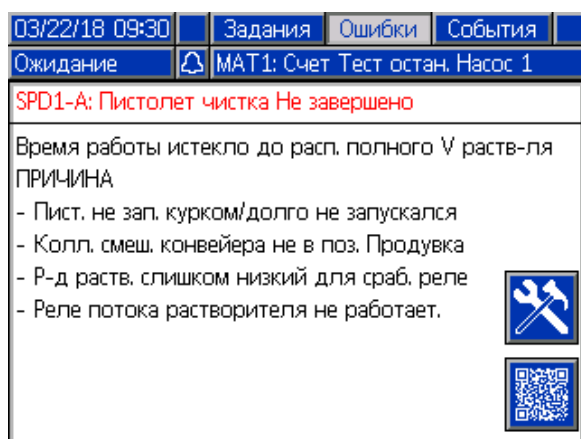 03/22/18 09:30 Задания Ошибки События
Ожидание МАТ1: Счет Тест остан. Насос 1
SPD1-A: Пистолет чистка Не завершено
Время работы истекло до расп. полного V раств-ля
ПРИЧИНА
- Пист. не зап. курком/долго не запускался
- Колл. смеш. конвейера не в поз. Продувка
- Р-д раств. слишком низкий для сраб. реле
- Реле потока растворителя не работает.